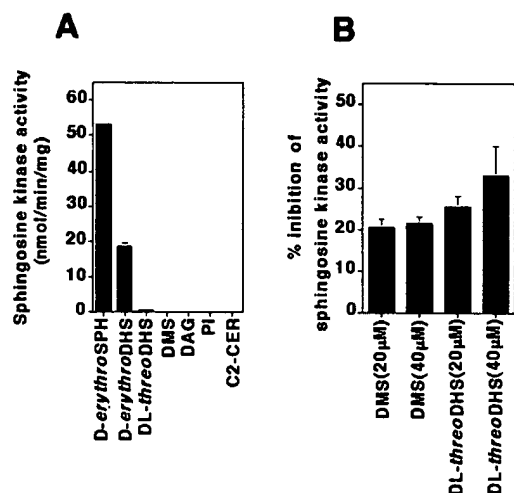 A
Sphingosine kinase activity
(nmol/min/mg)
60
50
40
30
20
10
0
D-erythroSPH
D-erythroDHS
DL-threoDHS
DMS
DAG
PI
C2-CER
B
% inibition of
sphingosine kinase activity
50
40
30
20
10
0
DMS(20µM)
DMS(40µM)
DL-threoDHS(20µM)
DL-threoDHS(40µM)